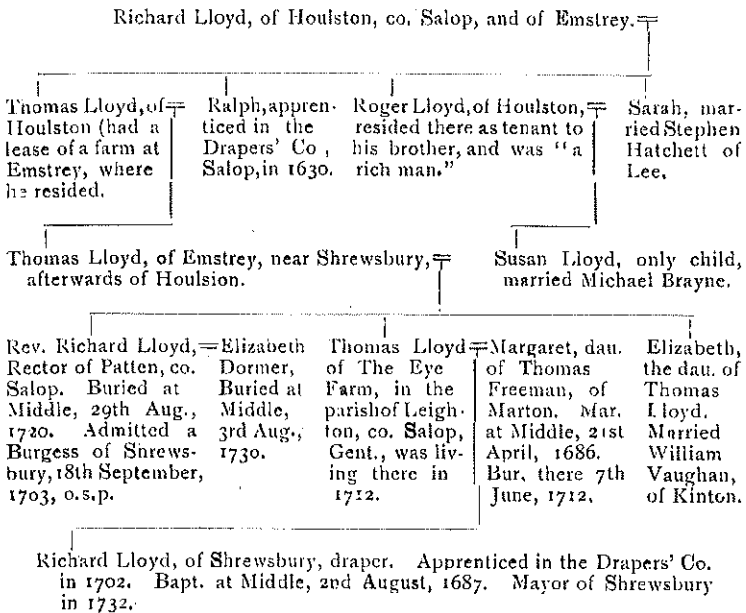 Richard Lloyd, of Houlston, co. Salop, and of Emstrey.
Thomas Lloyd, of
Houlston (had a
lease of a farm at
Emstrey, where
he resided.
Ralph, appren-
ticed in the
Drapers' Co,
Salop, in 1630.
Roger Lloyd, of Houlston,
resided there as tenant to
his brother, and was "a
rich man."
Sarah, mar-
ried Stephen
Hatchett of
Lee.
Thomas Lloyd, of Emstrey, near Shrewsbury,
afterwards of Houlsion.
Susan Lloyd, only child,
married Michael Brayne.
Rev. Richard Lloyd,
Rector of Patten, co.
Salop. Buried at
Middle, 29th Aug.,
1720. Admitted a
Burgess of Snrews-
bury, 18th September,
1703, o.s.p.
Elizabeth
Dormer,
Buried at
Middle,
3rd Aug.,
1730.
Thomas Lloyd
of The Eye
Farm, in the
parish of Leigh-
ton, co. Salop,
Gent., was liv-
ing there in
1712.
Margaret, dau.
of Thomas
Freeman, of
Marton. Mar.
at Middle, 21st
April, 1686.
Bur. there 7th
June, 1712.
Elizabeth,
the dau. of
Thomas
Lloyd.
Married
William
Vaughan,
of Kinton.
Richard Lloyd, of Shrewsbury, draper. Apprenticed in the Drapers' Co.
in 1702. Bapt. at Middle, 2nd August, 1687. Mayor of Shrewsbury
in 1732.